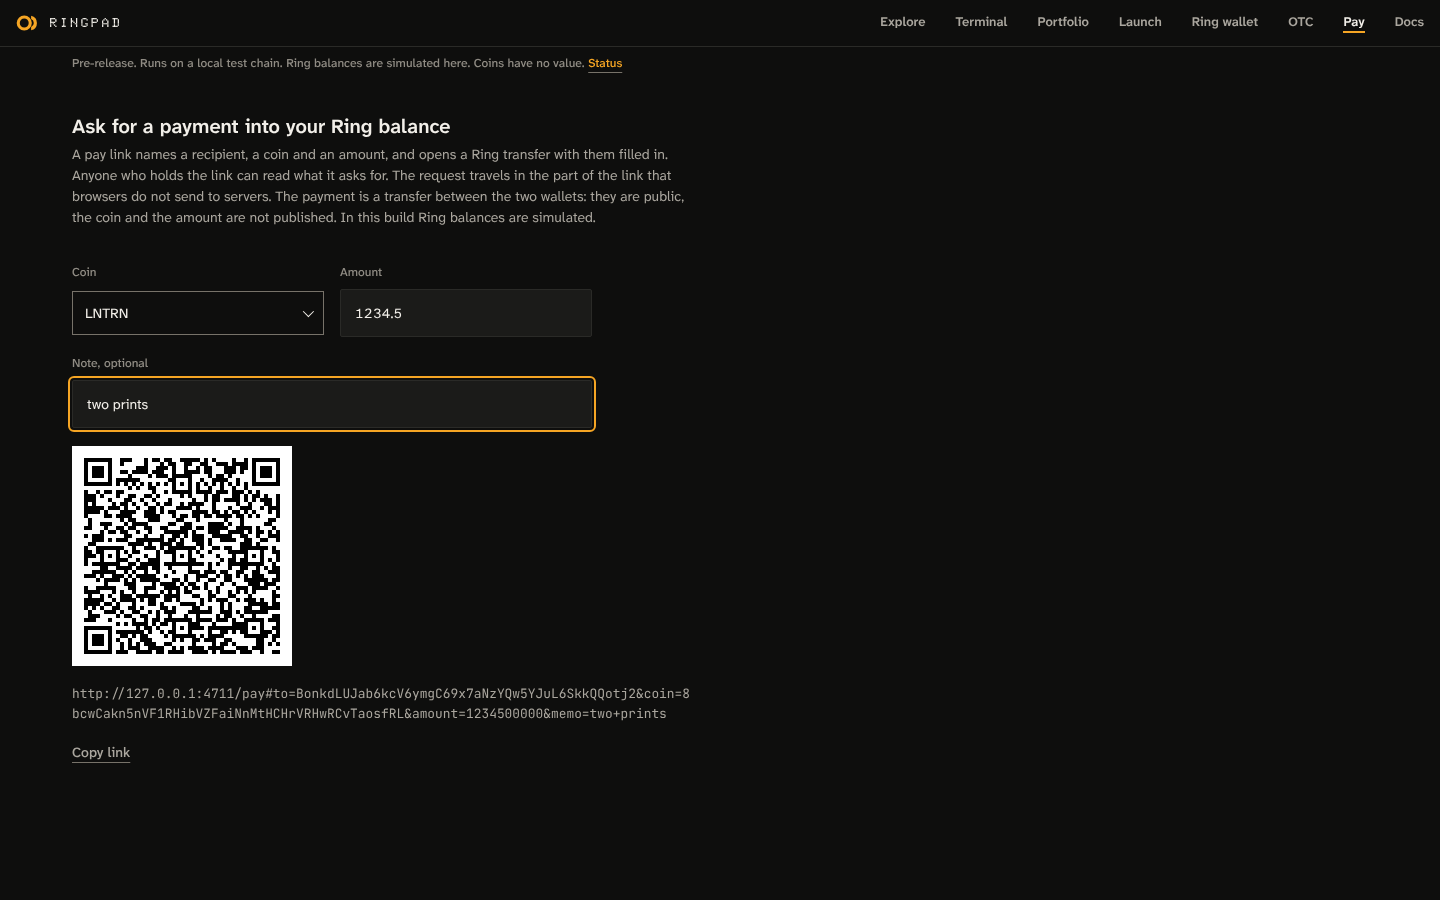 RINGPAD
Explore Terminal Portfolio Launch Ring wallet OTC Pay Docs
Pre-release. Runs on a local test chain. Ring balances are simulated here. Coins have no value. Status
Ask for a payment into your Ring balance
A pay link names a recipient, a coin and an amount, and opens a Ring transfer with them filled in.
Anyone who holds the link can read what it asks for. The request travels in the part of the link that
browsers do not send to servers. The payment is a transfer between the two wallets: they are public,
the coin and the amount are not published. In this build Ring balances are simulated.
Coin Amount
LNTRN 1234.5
Note, optional
two prints
http://127.0.0.1:4711/pay#to=BonkdLUJab6kcV6ymgC69x7aNzYQw5YJuL6SkkQQotj2&coin=8
bcwCakn5nVF1RHibVZFaiNnMtHCHrVRHwRCvTaosfRL&amount=1234500000&memo=two+prints
Copy link